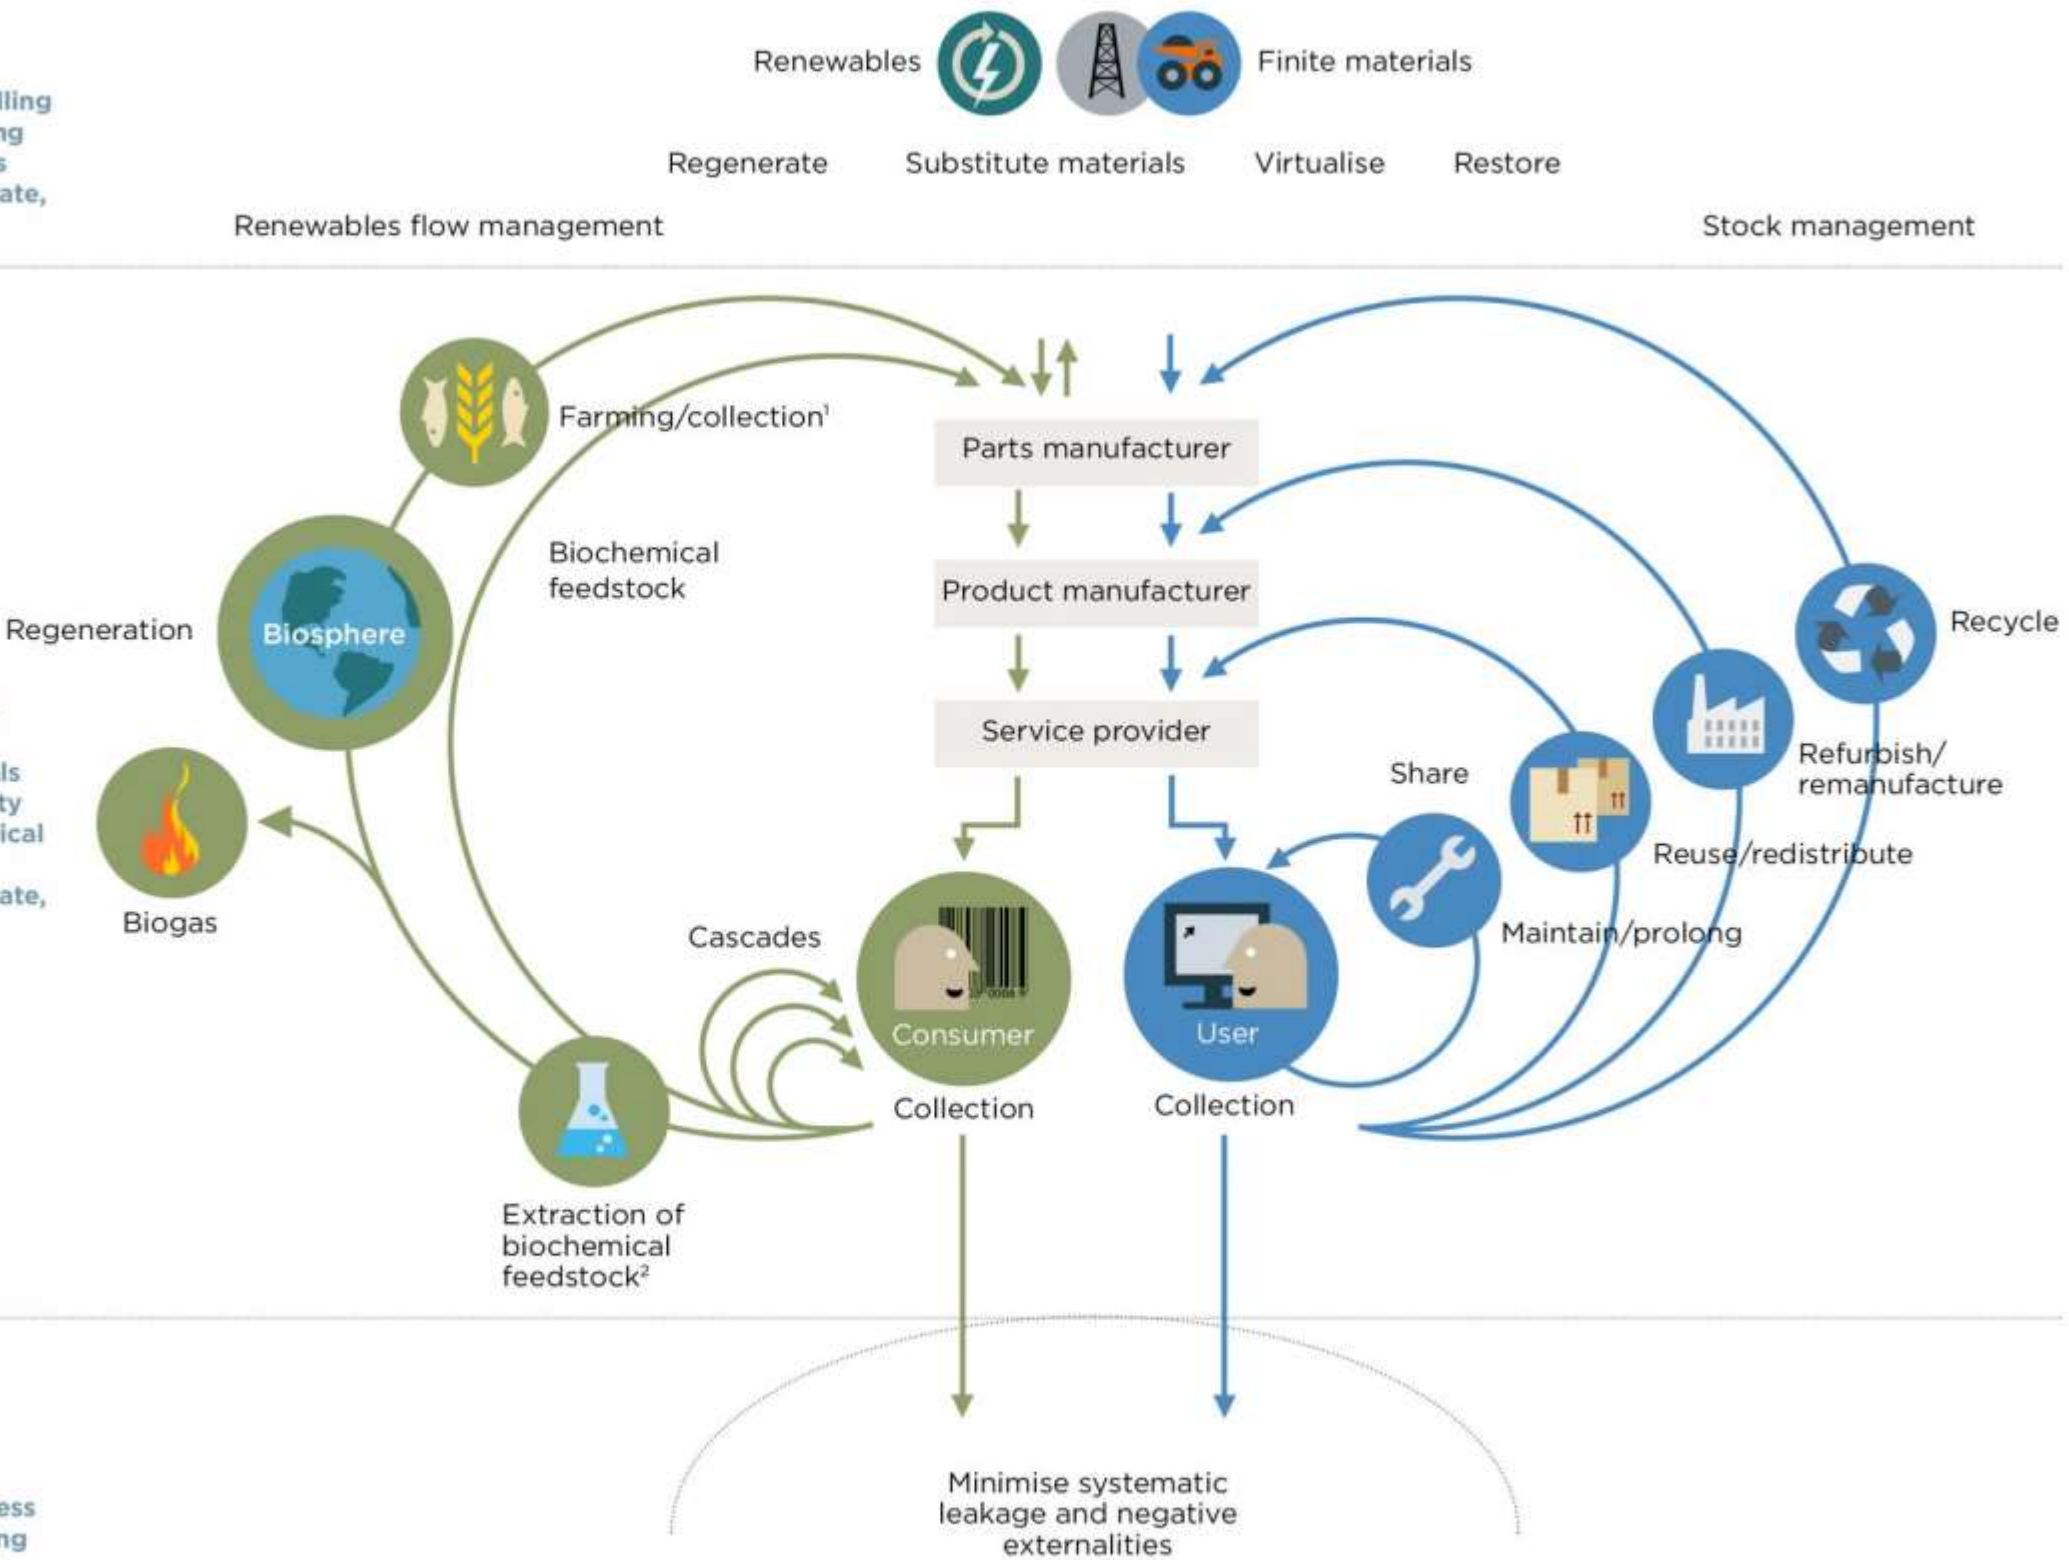 Renewables
Finite materials
Regenerate
Substitute materials
Virtualise
Restore
Renewables flow management
Stock management
Farming/collection¹
Parts manufacturer
Biochemical
feedstock
Product manufacturer
Regeneration
Biosphere
Recycle
Service provider
Share
Refurbish/
remanufacture
Reuse/redistribute
Biogas
Cascades
Maintain/prolong
Consumer
User
Collection
Collection
Extraction of
biochemical
feedstock²
Minimise systematic
leakage and negative
externalities